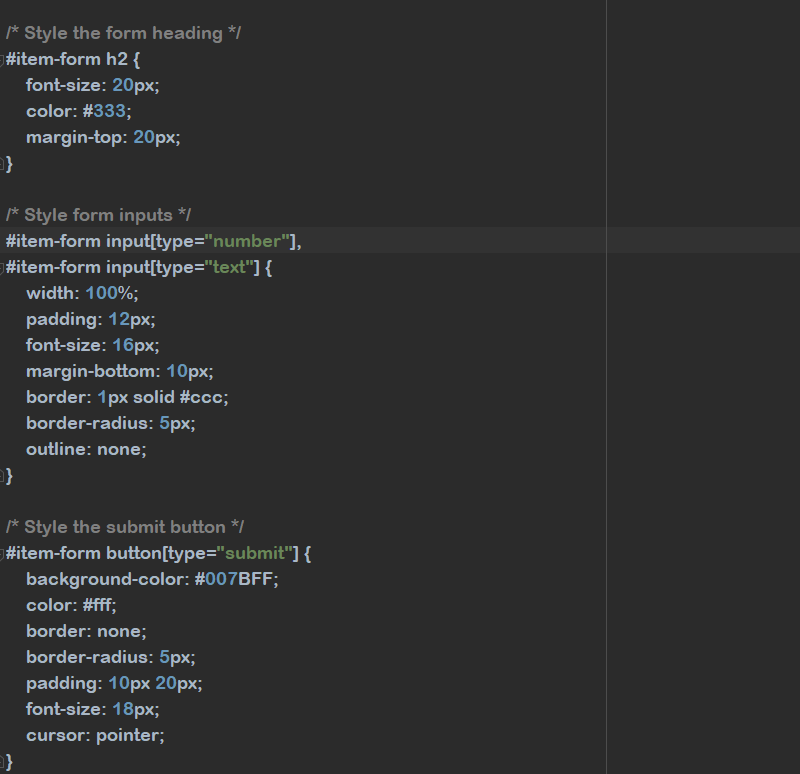 /* Style the form heading */
#item-form h2 {
    font-size: 20px;
    color: #333;
    margin-top: 20px;
}

/* Style form inputs */
#item-form input[type="number"],
#item-form input[type="text"] {
    width: 100%;
    padding: 12px;
    font-size: 16px;
    margin-bottom: 10px;
    border: 1px solid #ccc;
    border-radius: 5px;
    outline: none;
}

/* Style the submit button */
#item-form button[type="submit"] {
    background-color: #007BFF;
    color: #fff;
    border: none;
    border-radius: 5px;
    padding: 10px 20px;
    font-size: 18px;
    cursor: pointer;
}